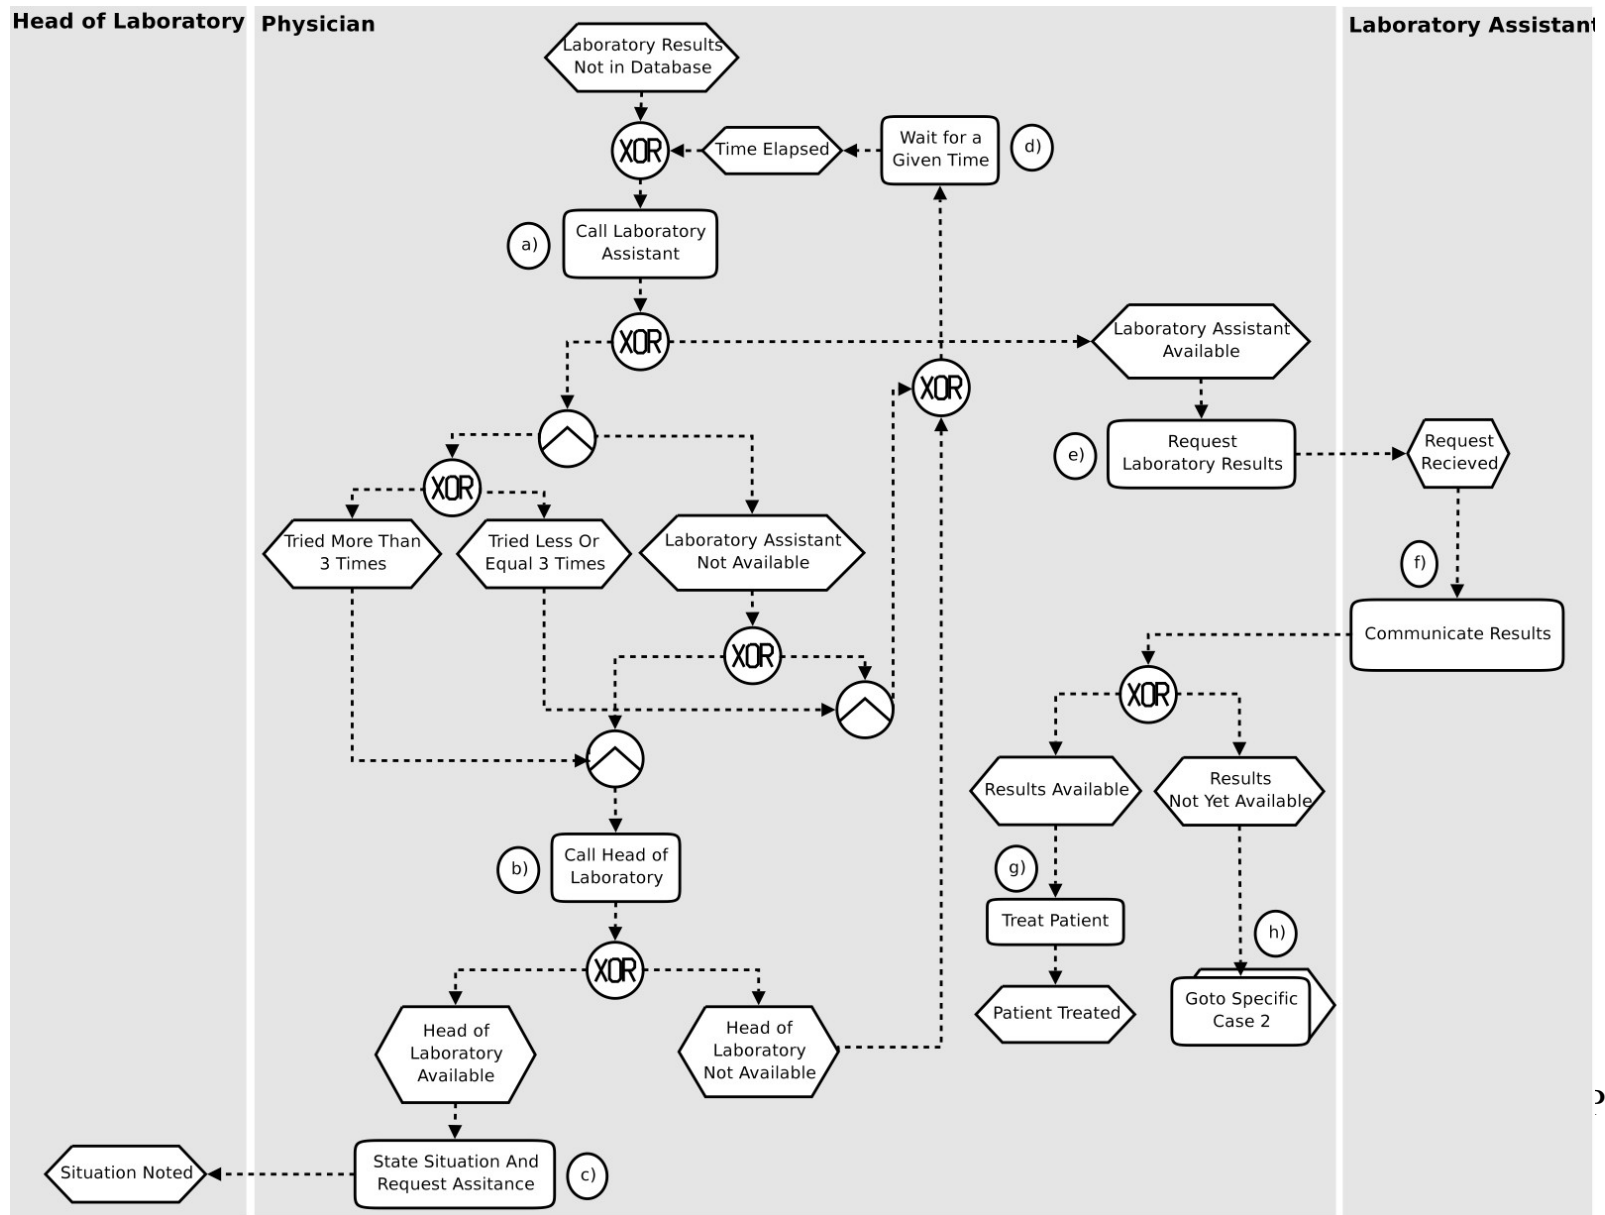 Head of Laboratory
Physician
Laboratory Assistant
Laboratory Results
Not in Database
XOR
Time Elapsed
Wait for a
Given Time
d)
a)
Call Laboratory
Assistant
XOR
Laboratory Assistant
Available
XOR
e)
Request
Laboratory Results
Request
Recieved
XOR
Tried More Than
3 Times
Tried Less Or
Equal 3 Times
Laboratory Assistant
Not Available
f)
Communicate Results
XOR
XOR
Results Available
Results
Not Yet Available
b)
Call Head of
Laboratory
g)
Treat Patient
h)
XOR
Head of
Laboratory
Available
Head of
Laboratory
Not Available
Patient Treated
Goto Specific
Case 2
Situation Noted
State Situation And
Request Assitance
c)